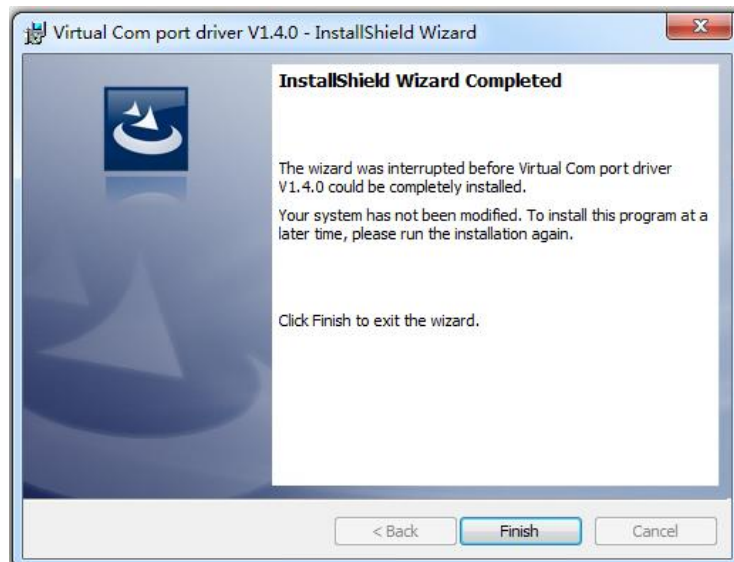 Virtual Com port driver V1.4.0 - InstallShield Wizard
InstallShield Wizard Completed
The wizard was interrupted before Virtual Com port driver
V1.4.0 could be completely installed.
Your system has not been modified. To install this program at a
later time, please run the installation again.
Click Finish to exit the wizard.
< Back Finish Cancel